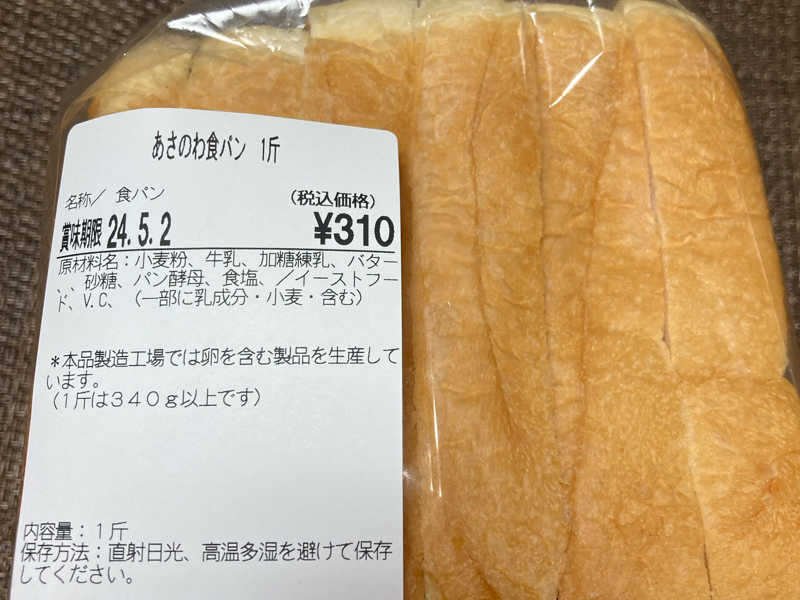 あさのわ食パン 1斤
名称/ 食パン
(税込価格)
賞味期限 24.5.2 ¥310
原材料名:小麦粉、牛乳、加糖練乳、バター
、砂糖、パン酵母、食塩、/イーストフー
ド、V.C、(一部に乳成分・小麦・含む)
*本品製造工場では卵を含む製品を生産して
います。
(1斤は340g以上です)
内容量:1斤
保存方法:直射日光、高温多湿を避けて保存
してください。